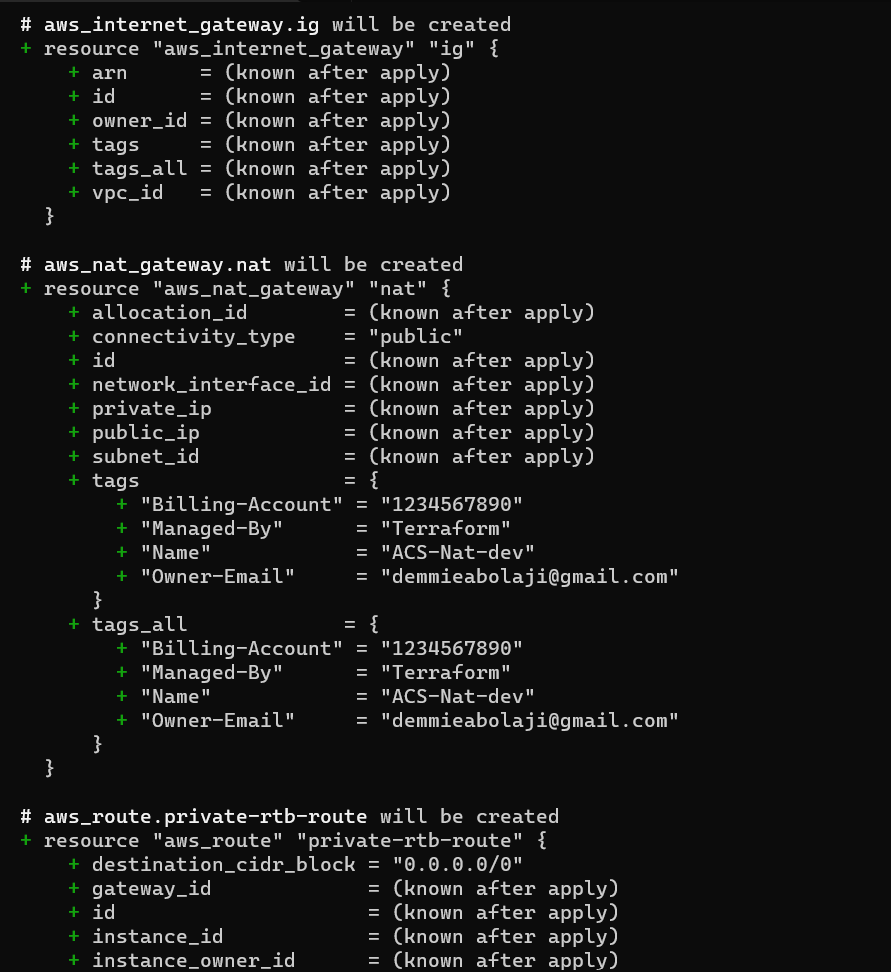 # aws_internet_gateway.ig will be created
+ resource "aws_internet_gateway" "ig" {
+ arn = (known after apply)
+ id = (known after apply)
+ owner_id = (known after apply)
+ tags = (known after apply)
+ tags_all = (known after apply)
+ vpc_id = (known after apply)
}
# aws_nat_gateway.nat will be created
+ resource "aws_nat_gateway" "nat" {
+ allocation_id = (known after apply)
+ connectivity_type = "public"
+ id = (known after apply)
+ network_interface_id = (known after apply)
+ private_ip = (known after apply)
+ public_ip = (known after apply)
+ subnet_id = (known after apply)
+ tags = {
+ "Billing-Account" = "1234567890"
+ "Managed-By" = "Terraform"
+ "Name" = "ACS-Nat-dev"
+ "Owner-Email" = "demmieabolaji@gmail.com"
}
+ tags_all = {
+ "Billing-Account" = "1234567890"
+ "Managed-By" = "Terraform"
+ "Name" = "ACS-Nat-dev"
+ "Owner-Email" = "demmieabolaji@gmail.com"
}
}
# aws_route.private-rtb-route will be created
+ resource "aws_route" "private-rtb-route" {
+ destination_cidr_block = "0.0.0.0/0"
+ gateway_id = (known after apply)
+ id = (known after apply)
+ instance_id = (known after apply)
+ instance_owner_id = (known after apply)